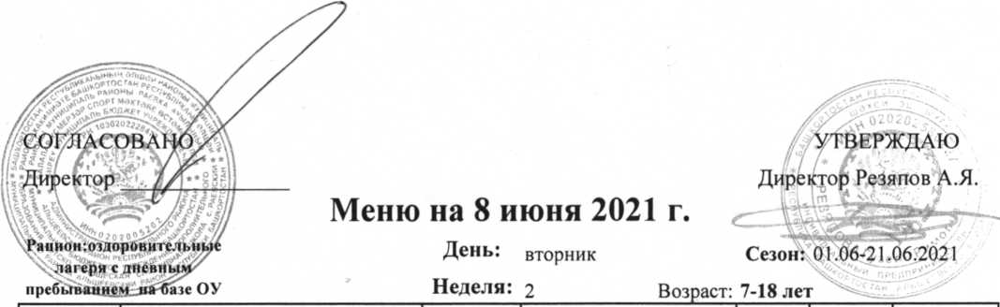 СОГЛАСОВАНО
УТВЕРЖДАЮ
Директор
Директор Резяпов А.Я.
Меню на 8 июня 2021 г.
Рацион:оздоровительные
лагеря с дневным
пребыванием на базе ОУ
День: вторник
Сезон: 01.06-21.06.2021
Неделя: 2
Возраст: 7-18 лет